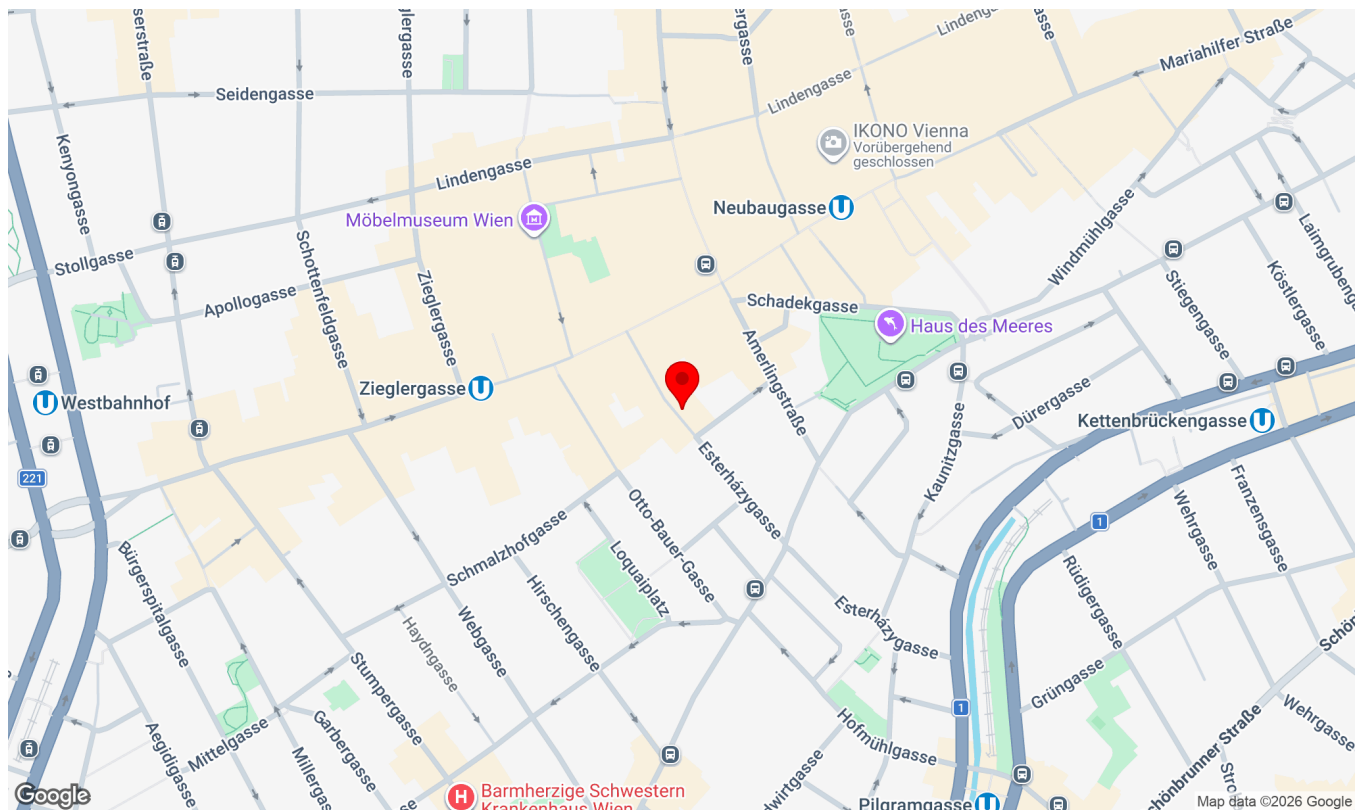 Mariahilfer Straße
Lindengasse
Seidengasse
Lindengasse
IKONO Vienna
Vorübergehend
geschlossen
Kenyongasse
Lindengasse
Neubaugasse
Möbelmuseum Wien
Windmühlgasse
Laimgrubeng
Stollgasse
Schottenfeldgasse
Zieglergasse
Apollogasse
Stiegengasse
Köstlergasse
Schadekgasse
Haus des Meeres
Amerlingstraße
Zieglergasse
Westbahnhof
Dürergasse
Kettenbrückengasse
Kaunitzgasse
221
Esterházygasse
Otto-Bauer-Gasse
Franzensgasse
Wehrgasse
1
Schmalzhofgasse
Loquaiplatz
Bürgerspitalgasse
Hirschengasse
Webgasse
Haydngasse
Esterházygasse
Rüdigergasse
Stumpergasse
Grüngasse
1
Schönbrunner Straße
Wehrgasse
Mittelgasse
Garbergasse
Hofmühlgasse
Aegidigasse
Millergasse
H
Barmherzige Schwestern
Krankenhaus Wien
Pilgramgasse
Google
Map data ©2026 Google